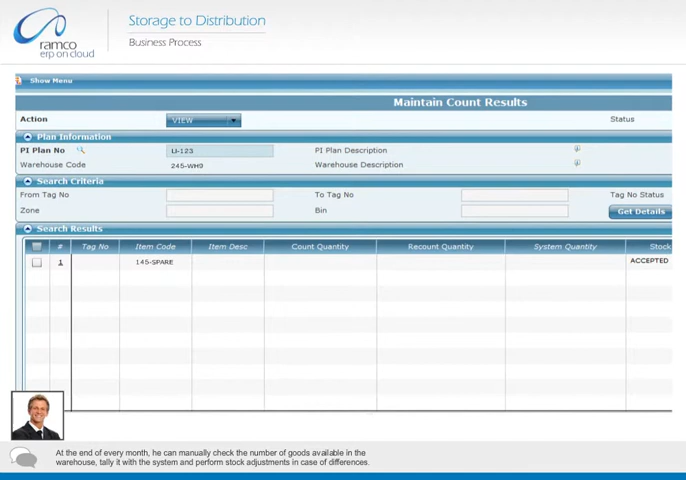 Storage to Distribution
Business Process
ramco
erp on cloud
Show Menu
Maintain Count Results
Action VIEW Status
Plan Information
PI Plan No U-123 PI Plan Description
Warehouse Code 245-WH9 Warehouse Description
Search Criteria
From Tag No To Tag No Tag No Status
Zone Bin Get Details
Search Results
# Tag No Item Code Item Desc Count Quantity Recount Quantity System Quantity Stock
1 145-SPARE ACCEPTED
At the end of every month, he can manually check the number of goods available in the
warehouse, tally it with the system and perform stock adjustments in case of differences.